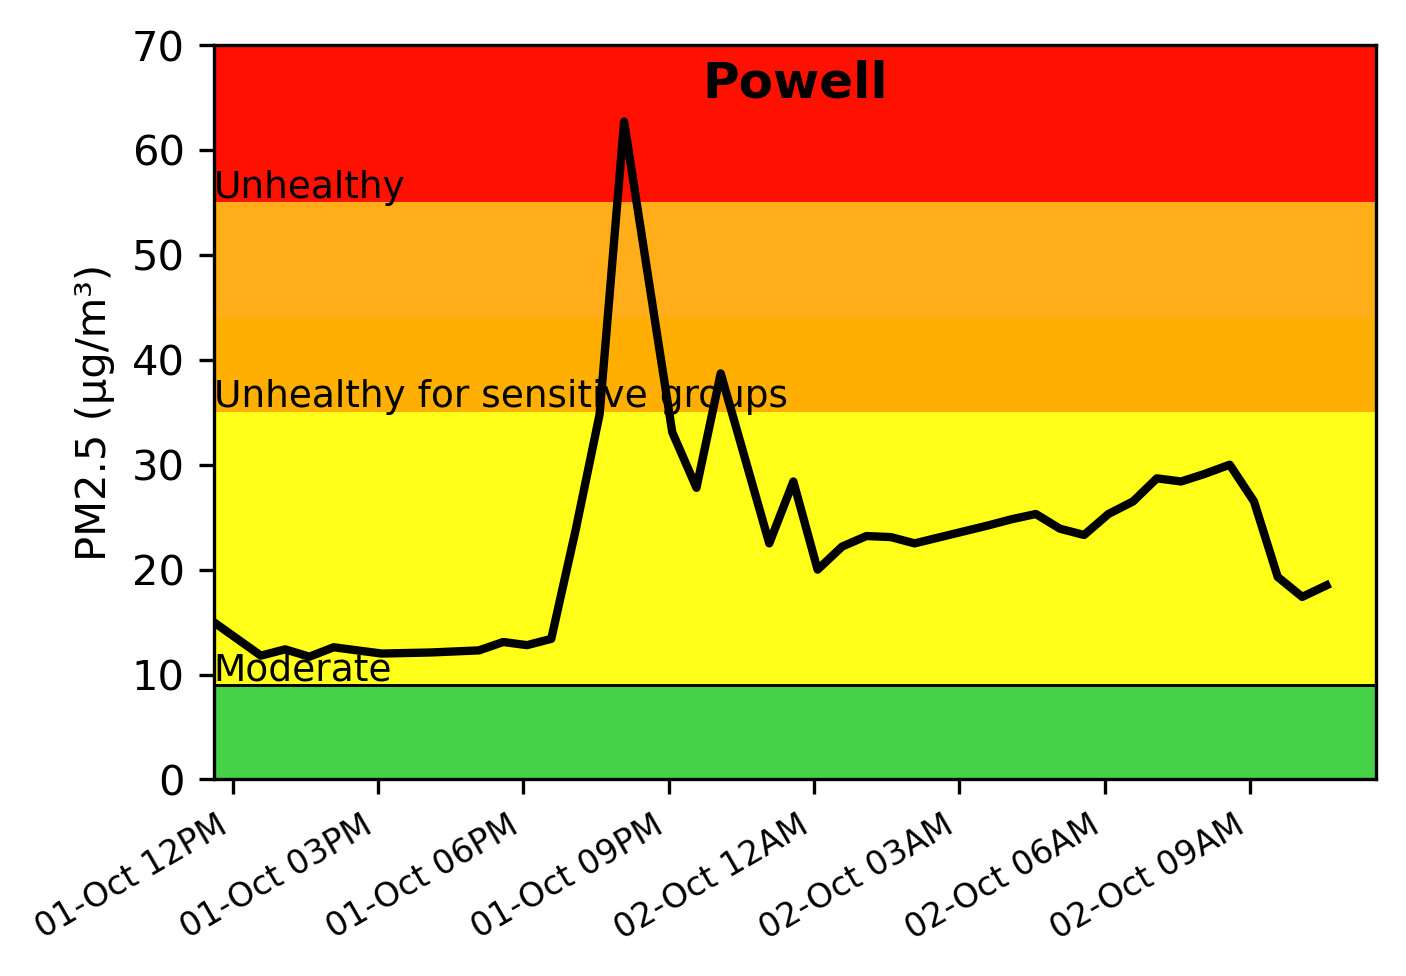 Powell
70
60
50
40
30
20
10
0
PM2.5 (µg/m³)
Unhealthy
Unhealthy for sensitive groups
Moderate
01-Oct 12PM
01-Oct 03PM
01-Oct 06PM
01-Oct 09PM
02-Oct 12AM
02-Oct 03AM
02-Oct 06AM
02-Oct 09AM